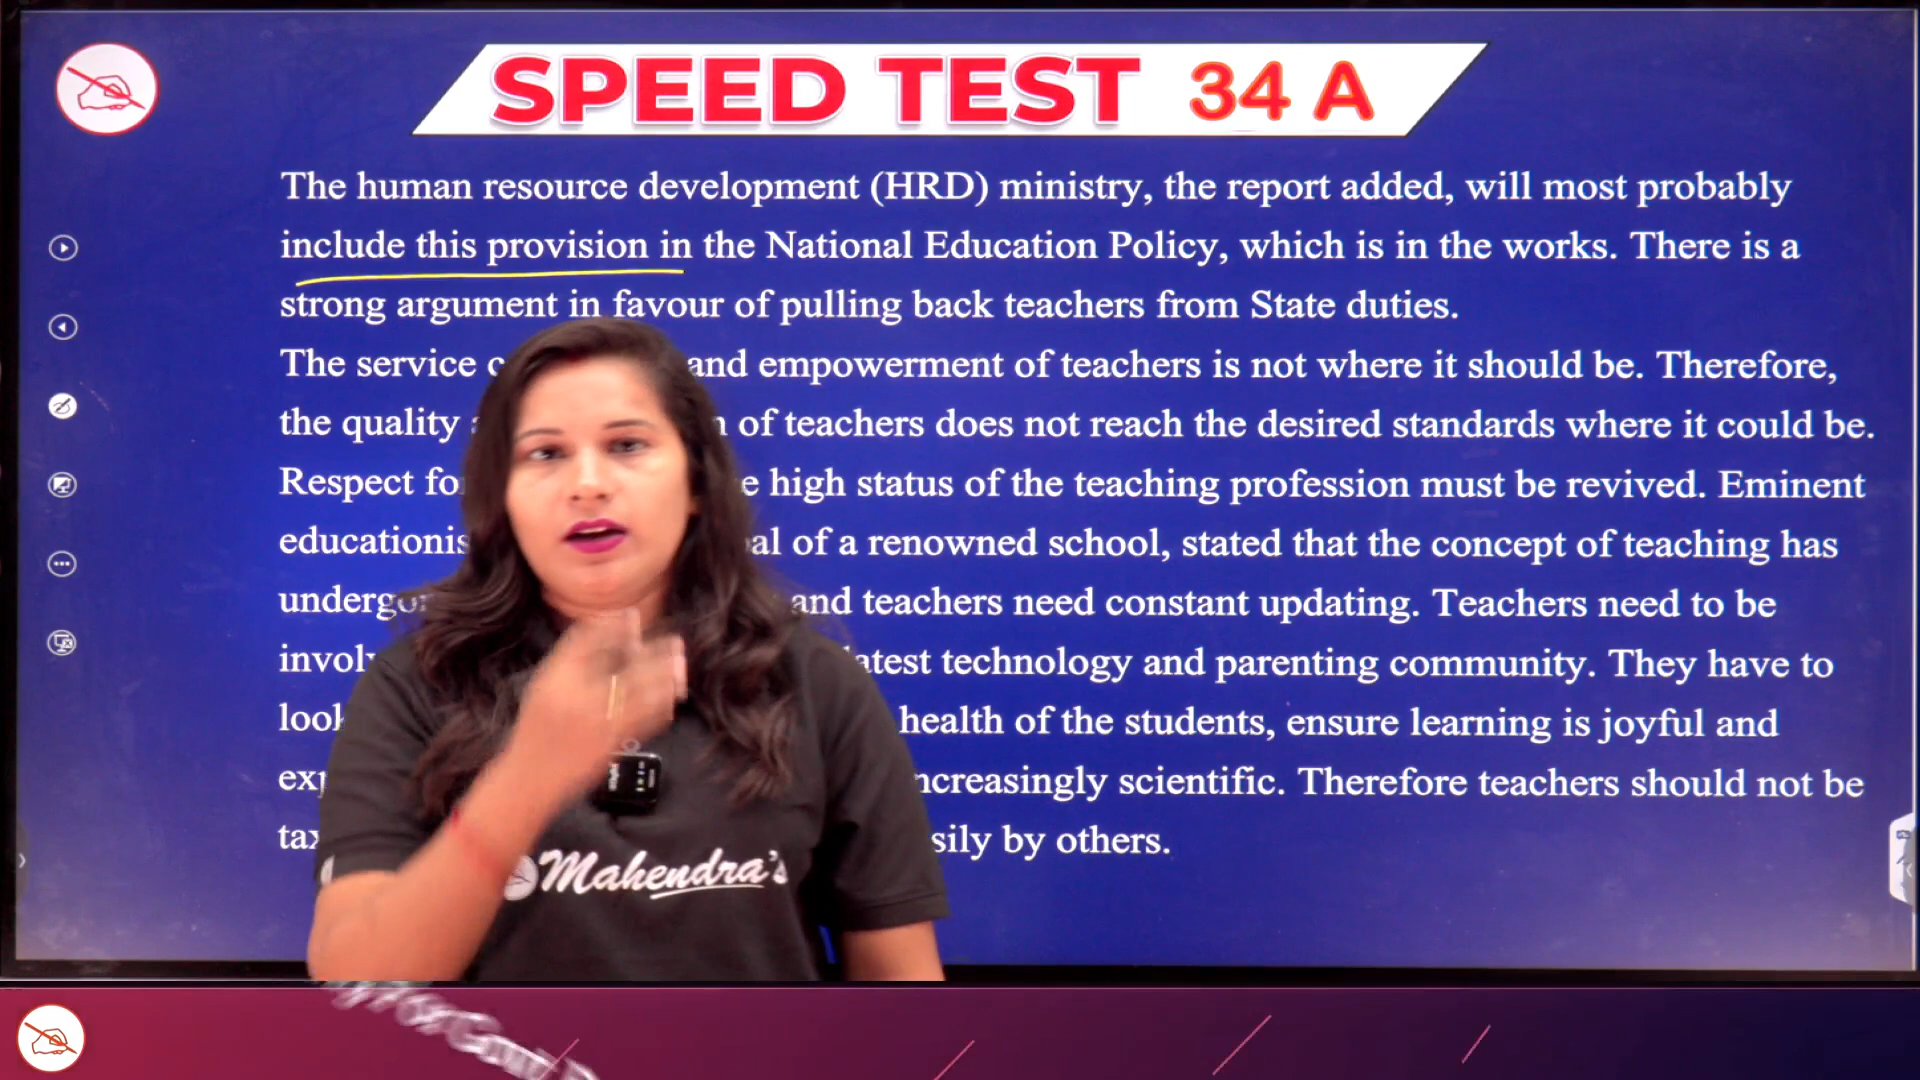 SPEED TEST 34 A
The human resource development (HRD) ministry, the report added, will most probably
include this provision in the National Education Policy, which is in the works. There is a
strong argument in favour of pulling back teachers from State duties.
The service and empowerment of teachers is not where it should be. Therefore,
the quality of teachers does not reach the desired standards where it could be.
Respect high status of the teaching profession must be revived. Eminent
of a renowned school, stated that the concept of teaching has
and teachers need constant updating. Teachers need to be
latest technology and parenting community. They have to
health of the students, ensure learning is joyful and
increasingly scientific. Therefore teachers should not be
by others.
Mahendra's